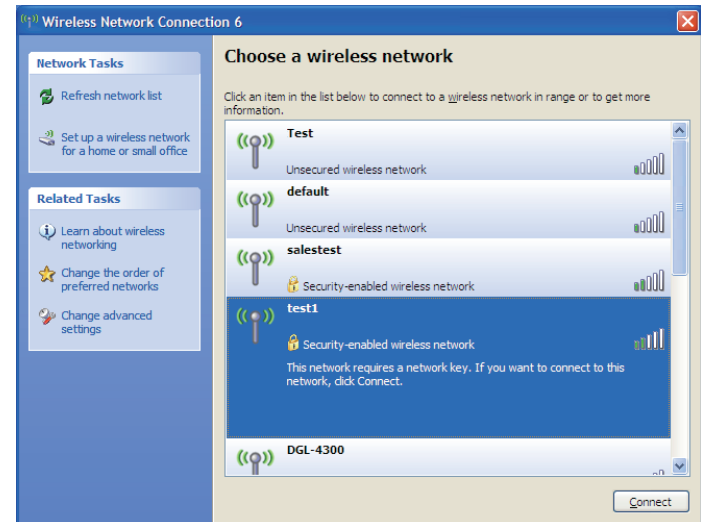 Wireless Network Connection 6
Network Tasks
Refresh network list
Set up a wireless network
for a home or small office
Related Tasks
Learn about wireless
networking
Change the order of
preferred networks
Change advanced
settings
Choose a wireless network
Click an item in the list below to connect to a wireless network in range or to get more
information.
Test
Unsecured wireless network
default
Unsecured wireless network
salestest
Security-enabled wireless network
test1
Security-enabled wireless network
This network requires a network key. If you want to connect to this
network, click Connect.
DGL-4300
Connect